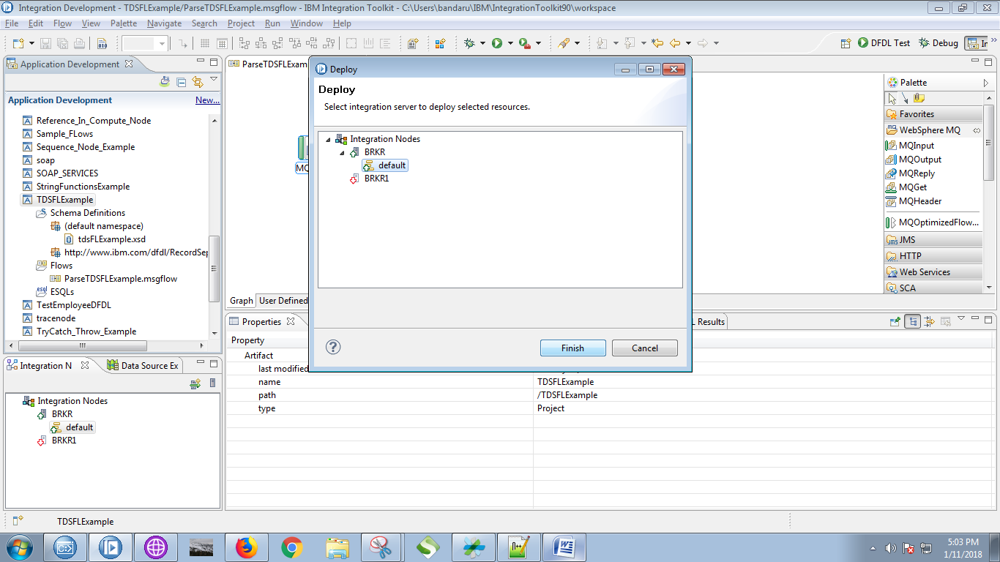 Integration Development - TDSFLExample/ParseTDSFLExample.msgflow - IBM Integration Toolkit - C:\Users\bandaru\IBM\IntegrationToolkit90\workspace
File Edit Flow View Palette Navigate Search Project Run Window Help
DFDL Test Debug In
Application Development
Application Development New...
Reference_In_Compute_Node
Sample_FLows
Sequence_Node_Example
soap
SOAP_SERVICES
StringFunctionsExample
TDSFLExample
Schema Definitions
(default namespace)
tdsFLExample.xsd
http://www.ibm.com/dfdl/RecordSep
Flows
ParseTDSFLExample.msgflow
ESQLs
TestEmployeeDFDL
tracenode
TryCatch_Throw_Example
Integration N Data Source Ex
Integration Nodes
BRKR
default
BRKR1
ParseTDSFLExam
MQ
Graph User Defined
Deploy
Deploy
Select integration server to deploy selected resources.
Integration Nodes
BRKR
default
BRKR1
Finish Cancel
Palette
Favorites
WebSphere MQ
MQInput
MQOutput
MQReply
MQGet
MQHeader
MQOptimizedFlow...
JMS
HTTP
Web Services
SCA
Properties L Results
Property
Artifact
last modified
name TDSFLExample
path /TDSFLExample
type Project
TDSFLExample
5:03 PM
1/11/2018